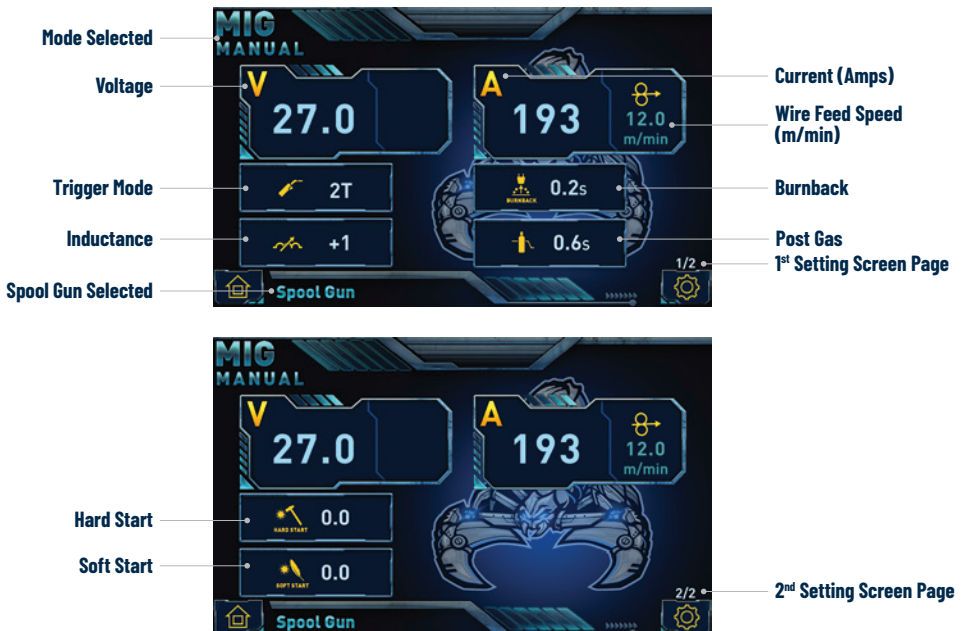 MIG
MANUAL
Mode Selected
Voltage
V
27.0
A
193
12.0
m/min
Current (Amps)
Wire Feed Speed
(m/min)
Trigger Mode
2T
BURNBACK
0.2s
Burnback
Inductance
+1
0.6s
Post Gas
1/2
1st Setting Screen Page
Spool Gun Selected
Spool Gun
MIG
MANUAL
V
27.0
A
193
12.0
m/min
Hard Start
HARD START
0.0
Soft Start
SOFT START
0.0
2/2
2nd Setting Screen Page
Spool Gun